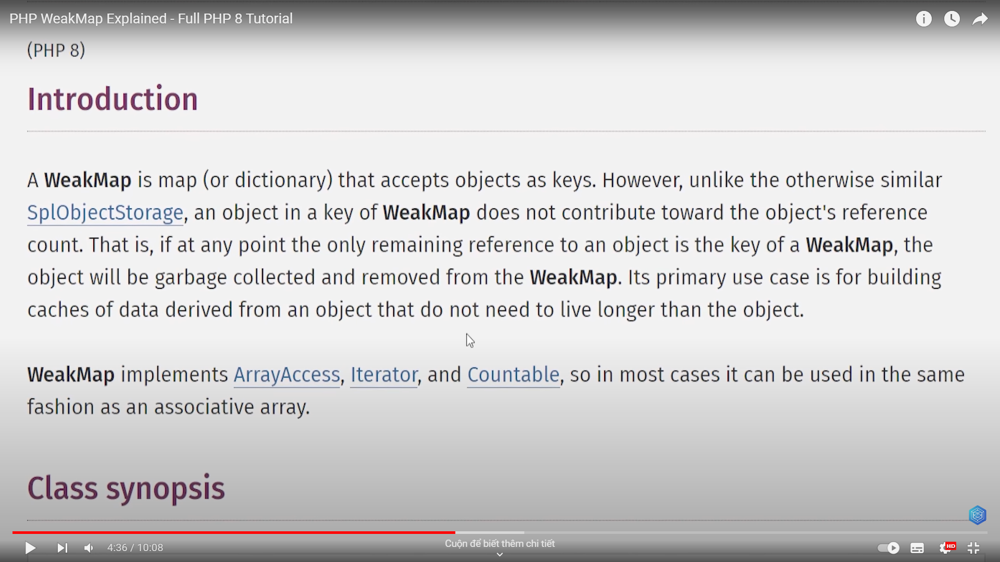 PHP WeakMap Explained - Full PHP 8 Tutorial
(PHP 8)
Introduction
A WeakMap is map (or dictionary) that accepts objects as keys. However, unlike the otherwise similar
SplObjectStorage, an object in a key of WeakMap does not contribute toward the object's reference
count. That is, if at any point the only remaining reference to an object is the key of a WeakMap, the
object will be garbage collected and removed from the WeakMap. Its primary use case is for building
caches of data derived from an object that do not need to live longer than the object.
WeakMap implements ArrayAccess, Iterator, and Countable, so in most cases it can be used in the same
fashion as an associative array.
Class synopsis
4:36 / 10:08
Cuộn để biết thêm chi tiết
HD